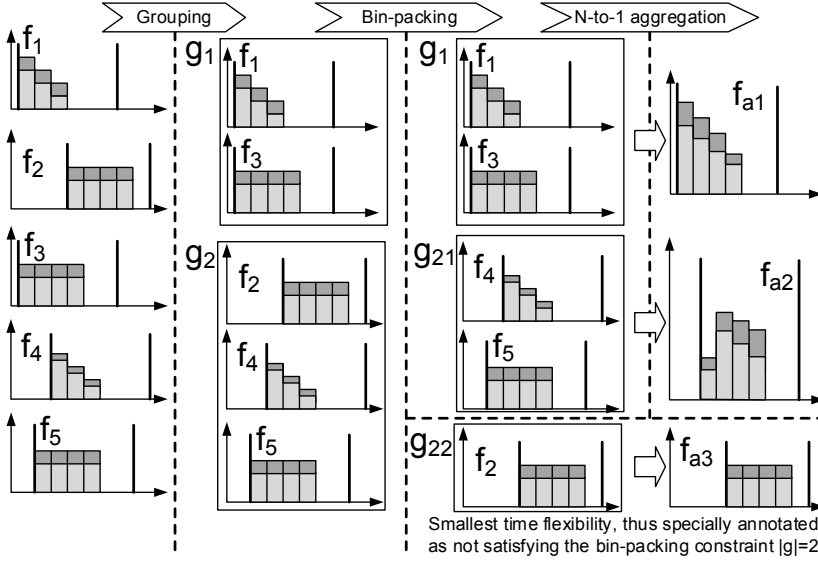 Grouping
Bin-packing
N-to-1 aggregation
f1
f2
f3
f4
f5
g1
f1
f3
g2
f2
f4
f5
g1
f1
f3
g21
f4
f5
g22
f2
fa1
fa2
fa3
Smallest time flexibility, thus specially annotated
as not satisfying the bin-packing constraint |g|=2